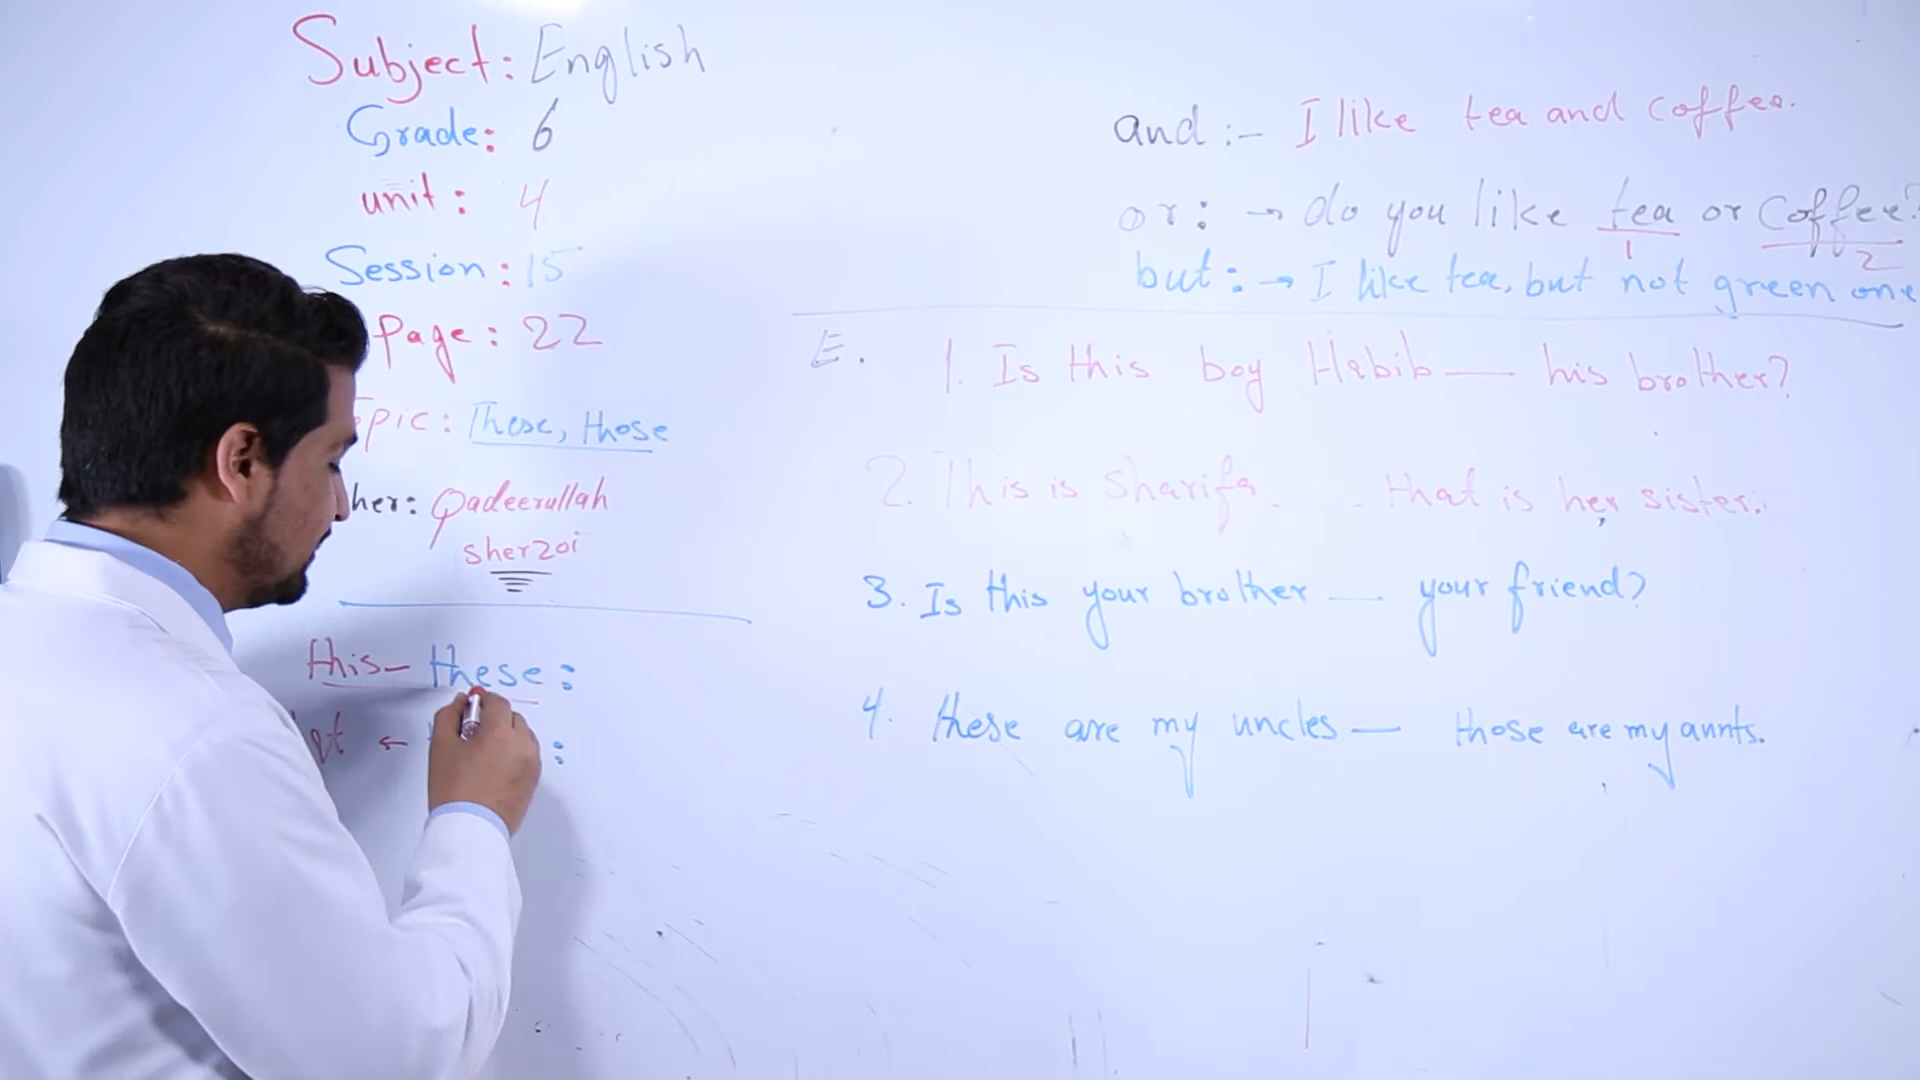 Subject: English
Grade: 6
unit: 4
Session: 15
page: 22
pic: These, those
her: Qadeerullah
sherzoi
this- these:
and :- I like tea and coffee.
or: → do you like tea or coffee?
1 2
but: → I like tea, but not green one
E. 1. Is this boy Habib — his brother?
2. This is Sharifa that is her sister.
3. Is this your brother — your friend?
4. these are my uncles — those are my aunts.